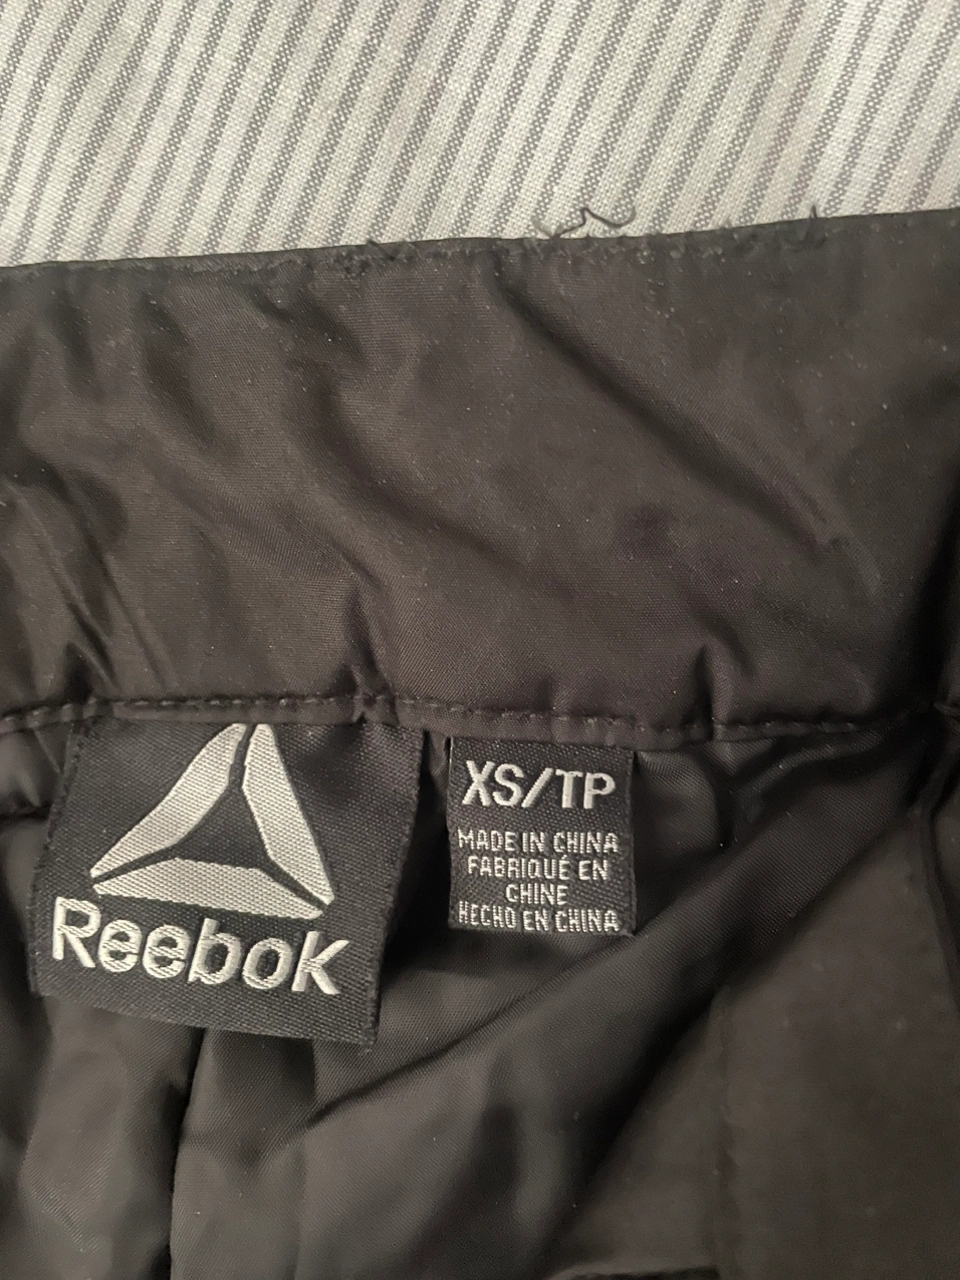 Reebok
XS/TP
MADE IN CHINA
FABRIQUÉ EN
CHINE
HECHO EN CHINA